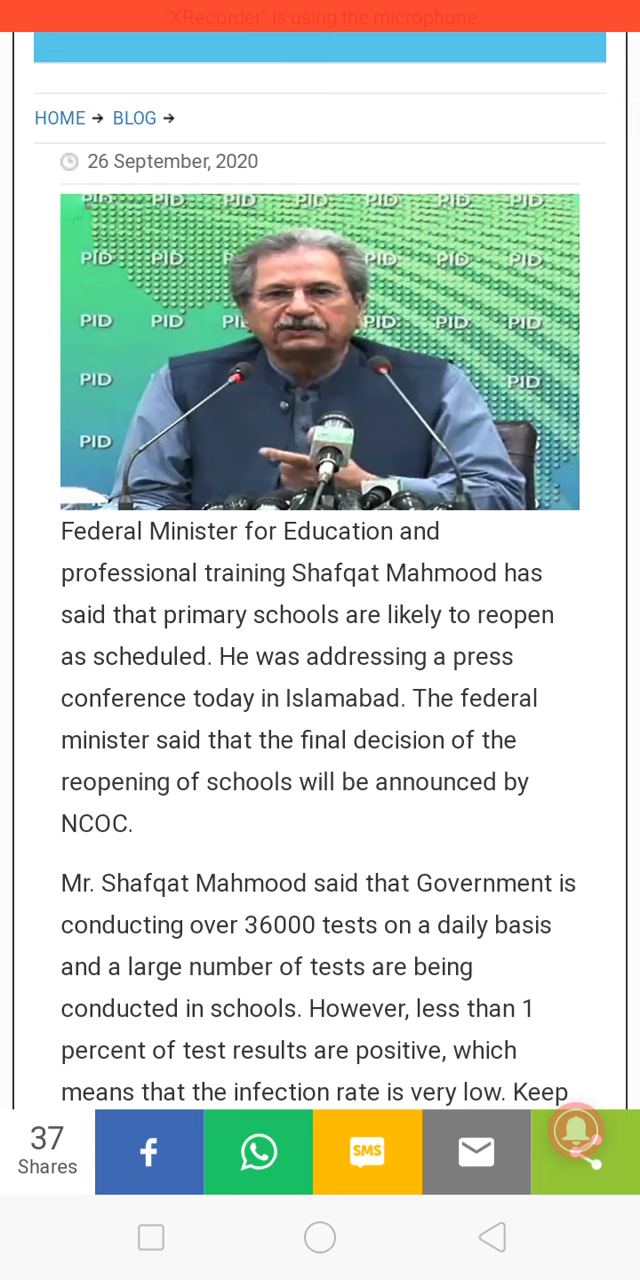 "XRecorder" is using the microphone
HOME → BLOG →
26 September, 2020
PID PID PID PID PID PID PID
PID PID PID PID PID
PID PID PID PID PID
PID PID
PID
Federal Minister for Education and
professional training Shafqat Mahmood has
said that primary schools are likely to reopen
as scheduled. He was addressing a press
conference today in Islamabad. The federal
minister said that the final decision of the
reopening of schools will be announced by
NCOC.
Mr. Shafqat Mahmood said that Government is
conducting over 36000 tests on a daily basis
and a large number of tests are being
conducted in schools. However, less than 1
percent of test results are positive, which
means that the infection rate is very low. Keep
37
Shares
SMS